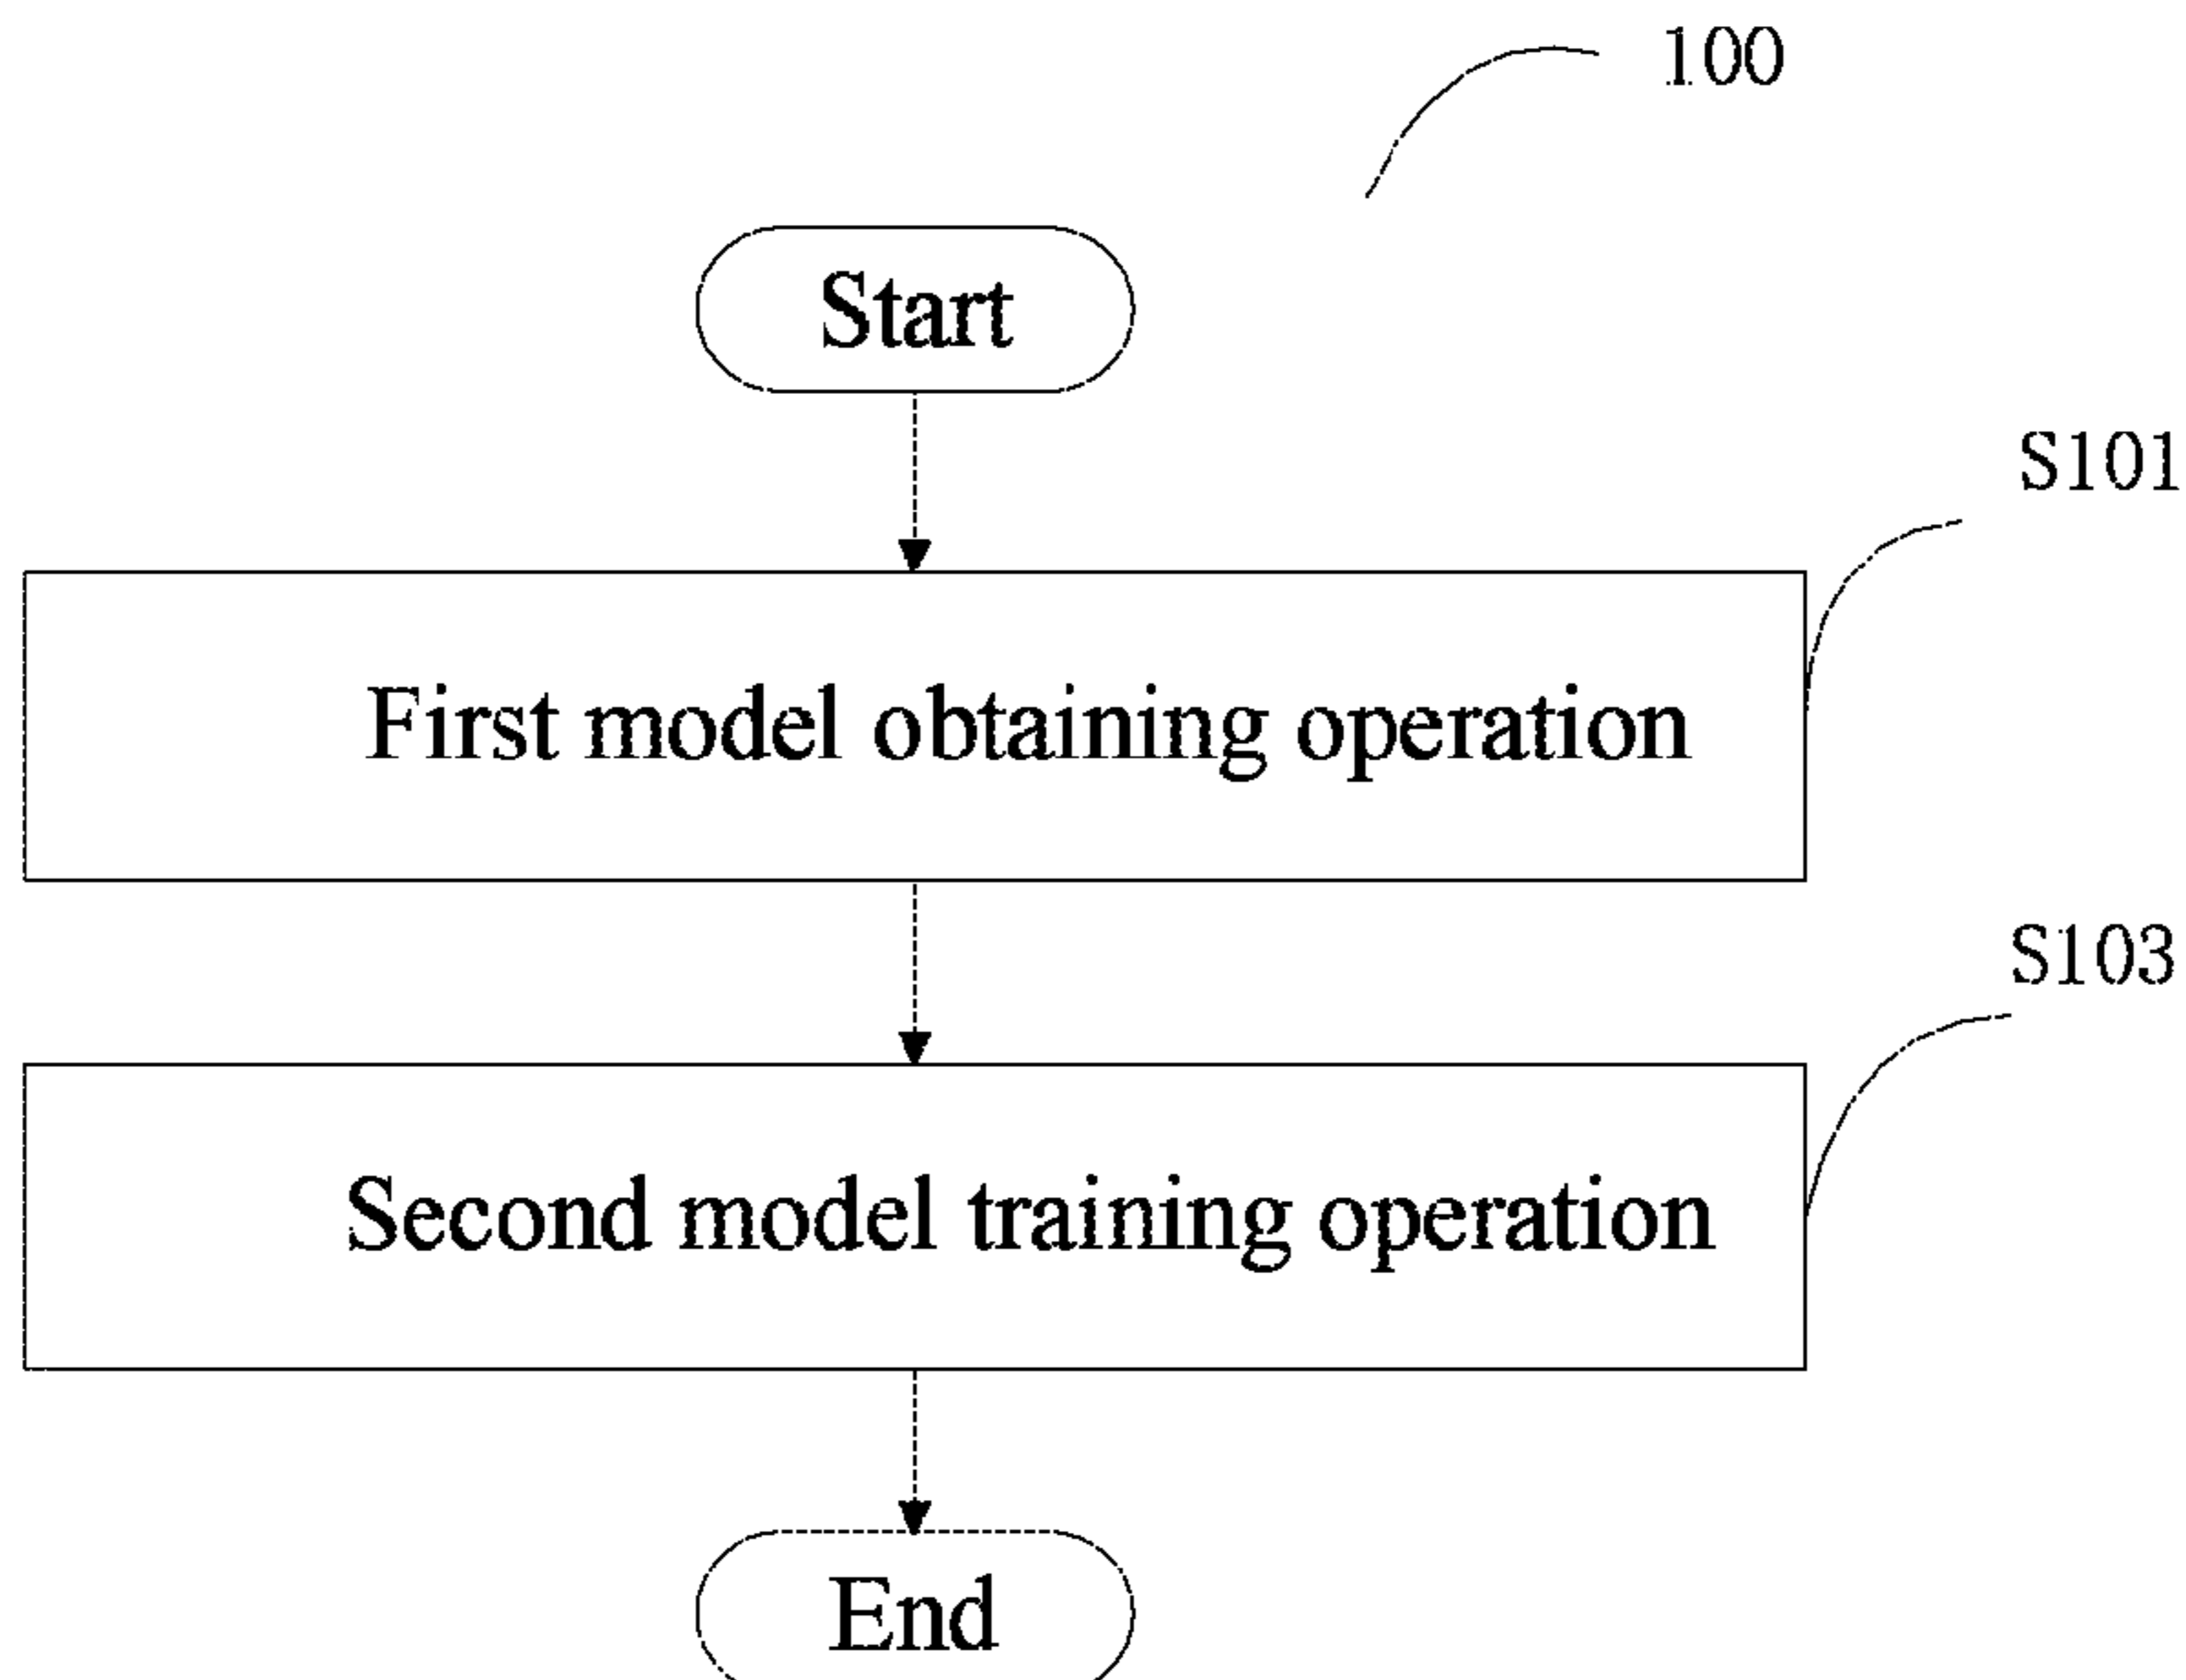 100
Start
S101
First model obtaining operation
S103
Second model training operation
End